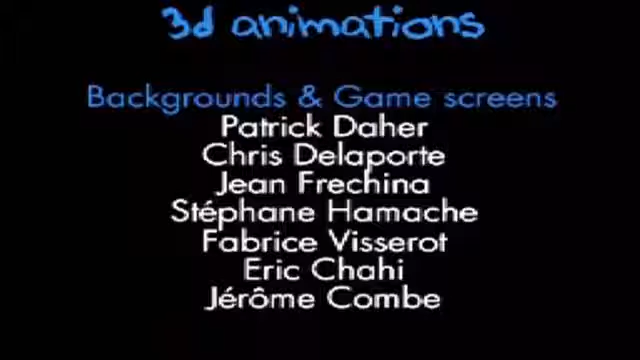 3d animations
Backgrounds & Game screens
Patrick Daher
Chris Delaporte
Jean Frechina
Stéphane Hamache
Fabrice Visserot
Eric Chahi
Jérôme Combe